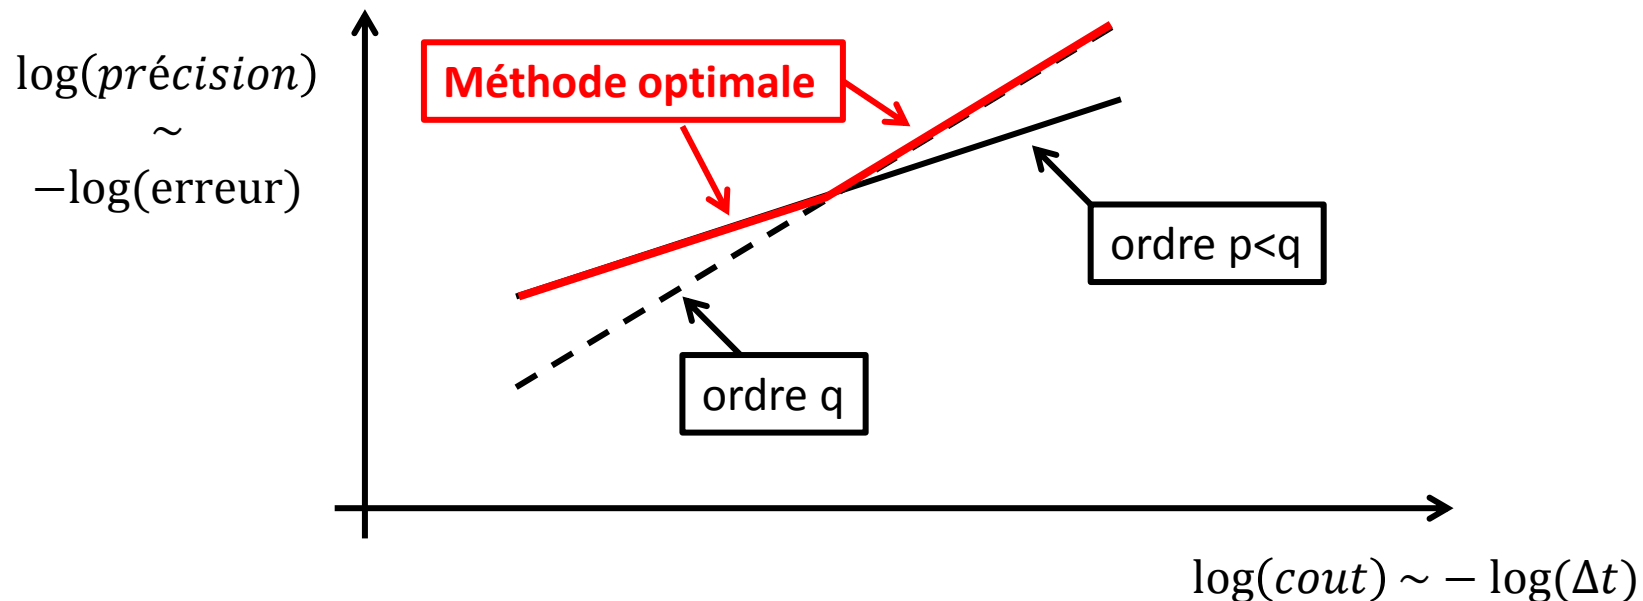 log(précision)
~
−log(erreur)
Méthode optimale
ordre p<q
ordre q
log(cout) ~ − log(Δt)